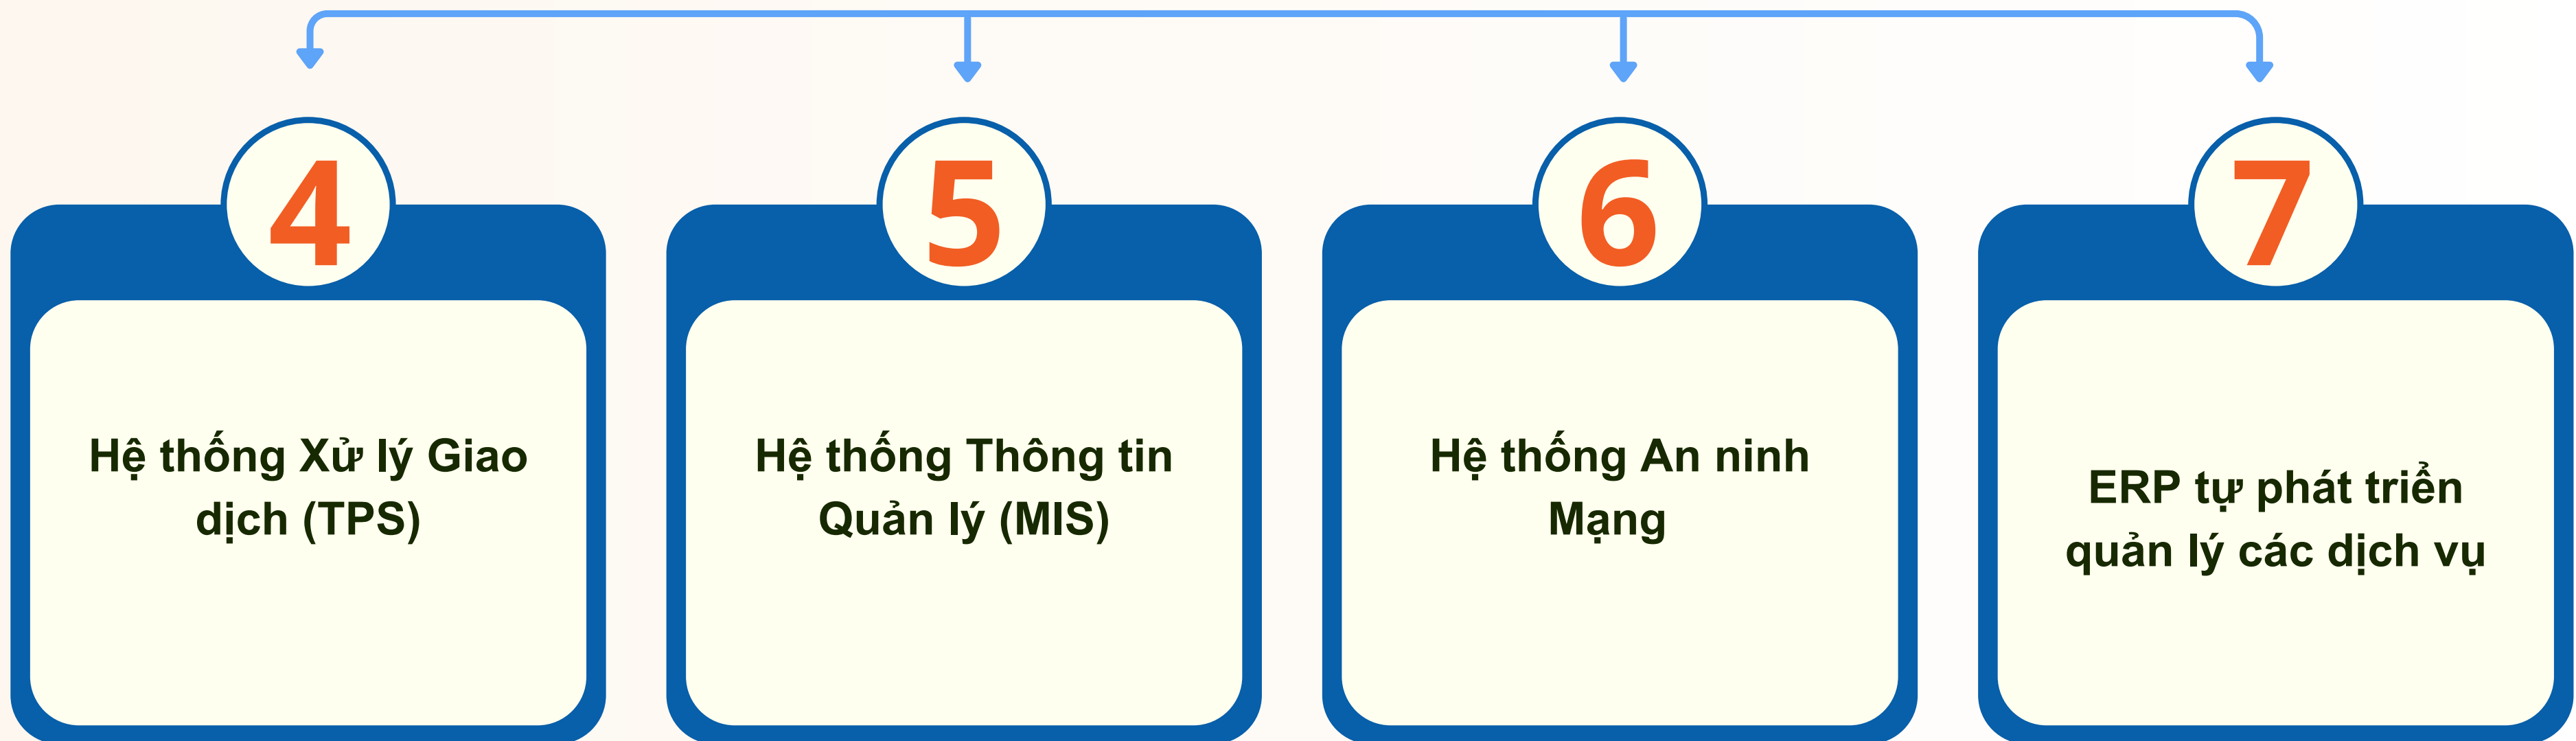 4
Hệ thống Xử lý Giao
dịch (TPS)
5
Hệ thống Thông tin
Quản lý (MIS)
6
Hệ thống An ninh
Mạng
7
ERP tự phát triển
quản lý các dịch vụ